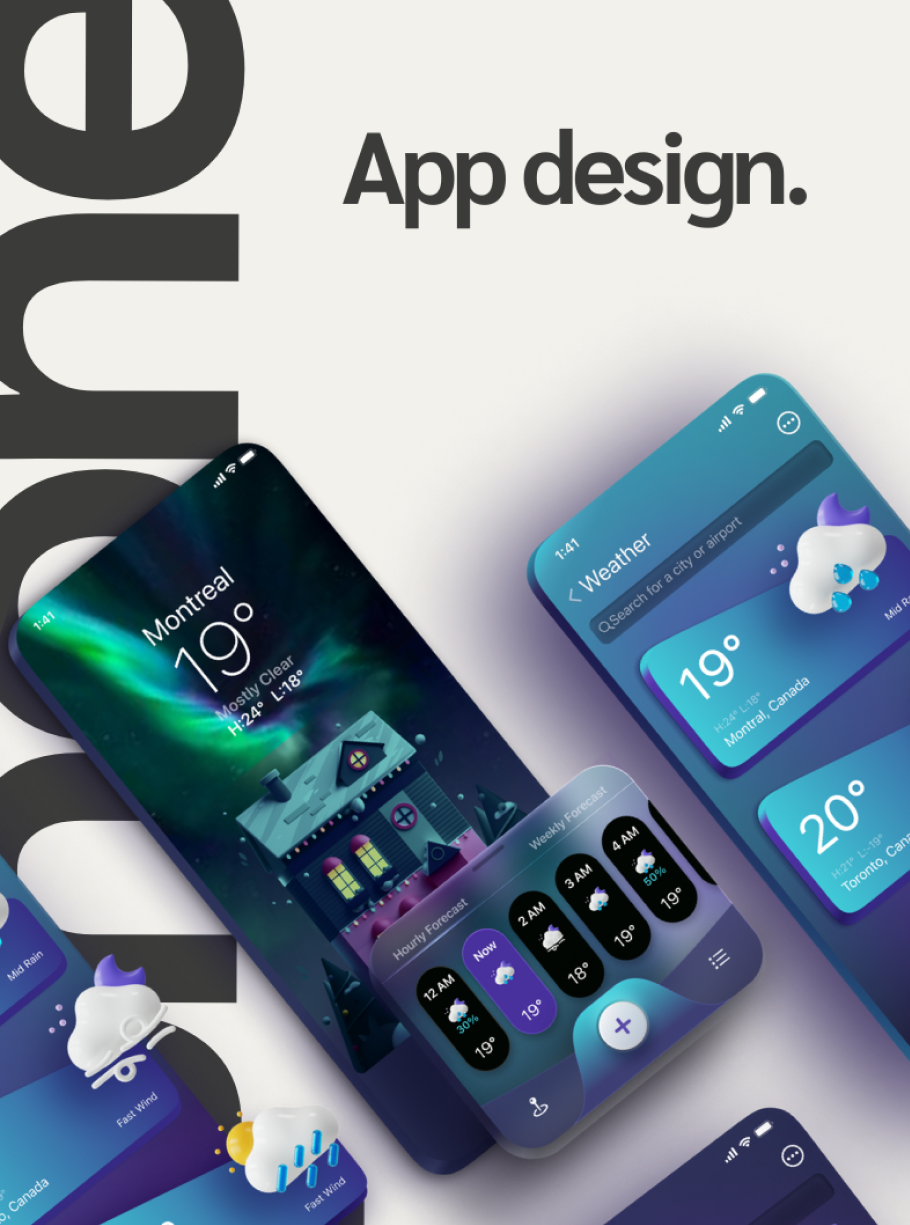 App design.
hone
1:41
Montreal
19°
Mostly Clear
H:24° L:18°
Hourly Forecast
Weekly Forecast
12 AM
30%
19°
Now
19°
2 AM
18°
3 AM
19°
4 AM
50%
19°
1:41
Weather
Search for a city or airport
19°
H:24° L:18°
Montral, Canada
Mid Ra
20°
H:21° L:-19°
Toronto, Cana
Mid Rain
Fast Wind
o, Canada
Fast Wind